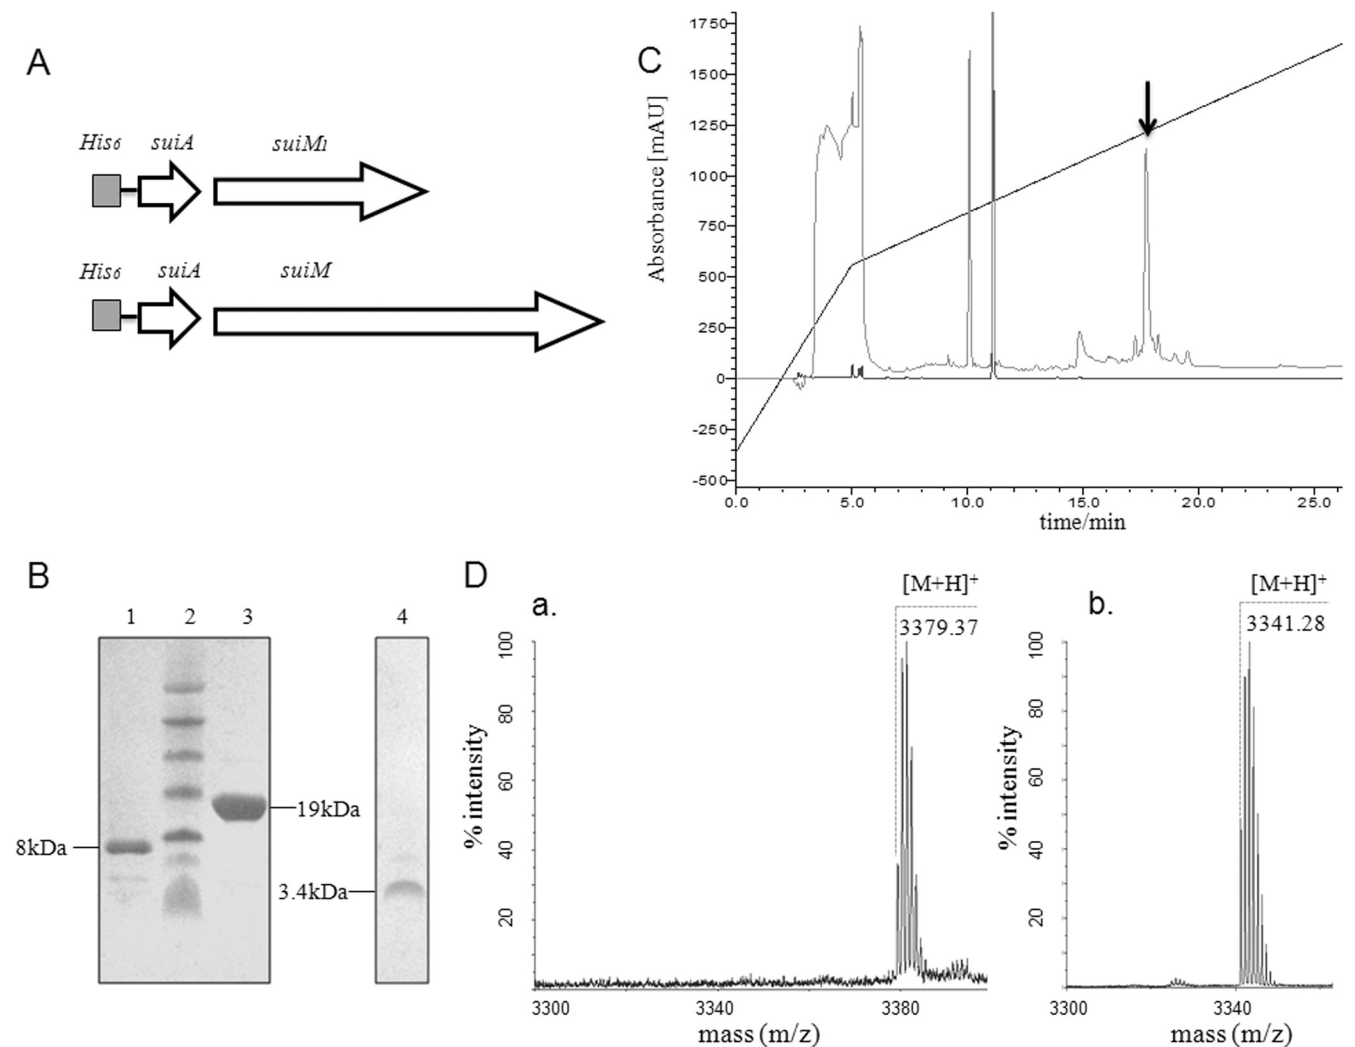 A
His6 suiA suiM1
His6 suiA suiM
C
Absorbance [mAU]
1750
1500
1250
1000
750
500
250
0
-250
-500
0.0 5.0 10.0 15.0 20.0 25.0
time/min
B
1 2 3 4
19kDa
8kDa
3.4kDa
D
a.
[M+H]+
3379.37
% intensity
100
80
60
40
20
3300 3340 3380
mass (m/z)
b.
[M+H]+
3341.28
% intensity
100
80
60
40
20
3300 3340
mass (m/z)